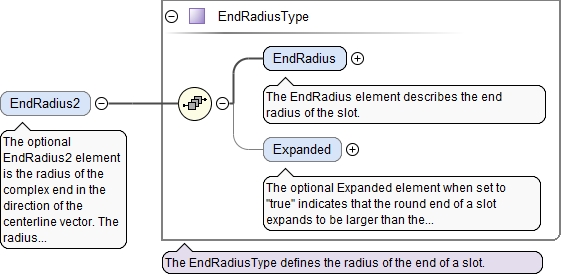 EndRadiusType
EndRadius
The EndRadius element describes the end
radius of the slot.
EndRadius2
The optional
EndRadius2 element
is the radius of the
complex end in the
direction of the
centerline vector. The
radius...
Expanded
The optional Expanded element when set to
"true" indicates that the round end of a slot
expands to be larger than the...
The EndRadiusType defines the radius of the end of a slot.